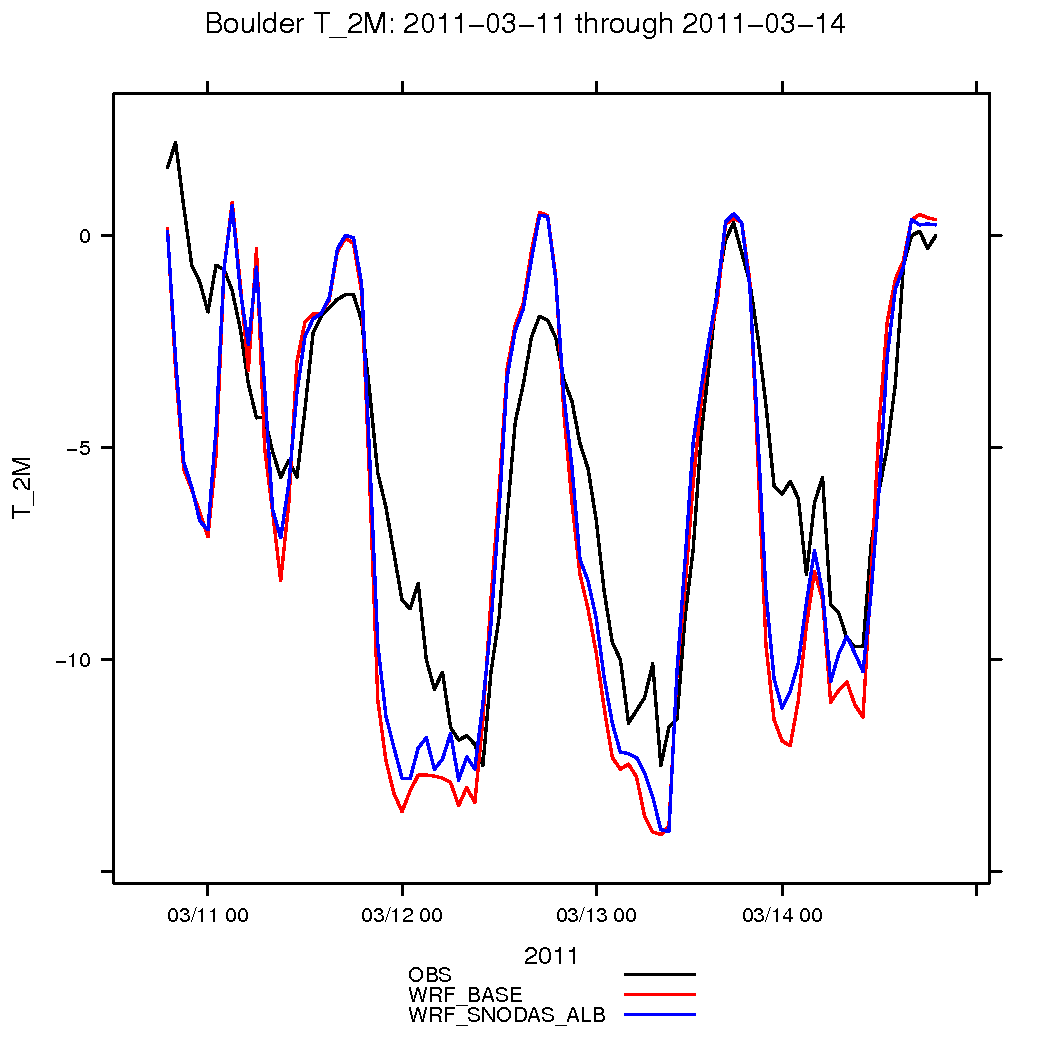 Boulder T_2M: 2011−03−11 through 2011−03−14
0
−5
−10
T_2M
03/11 00 03/12 00 03/13 00 03/14 00
2011
OBS
WRF_BASE
WRF_SNODAS_ALB